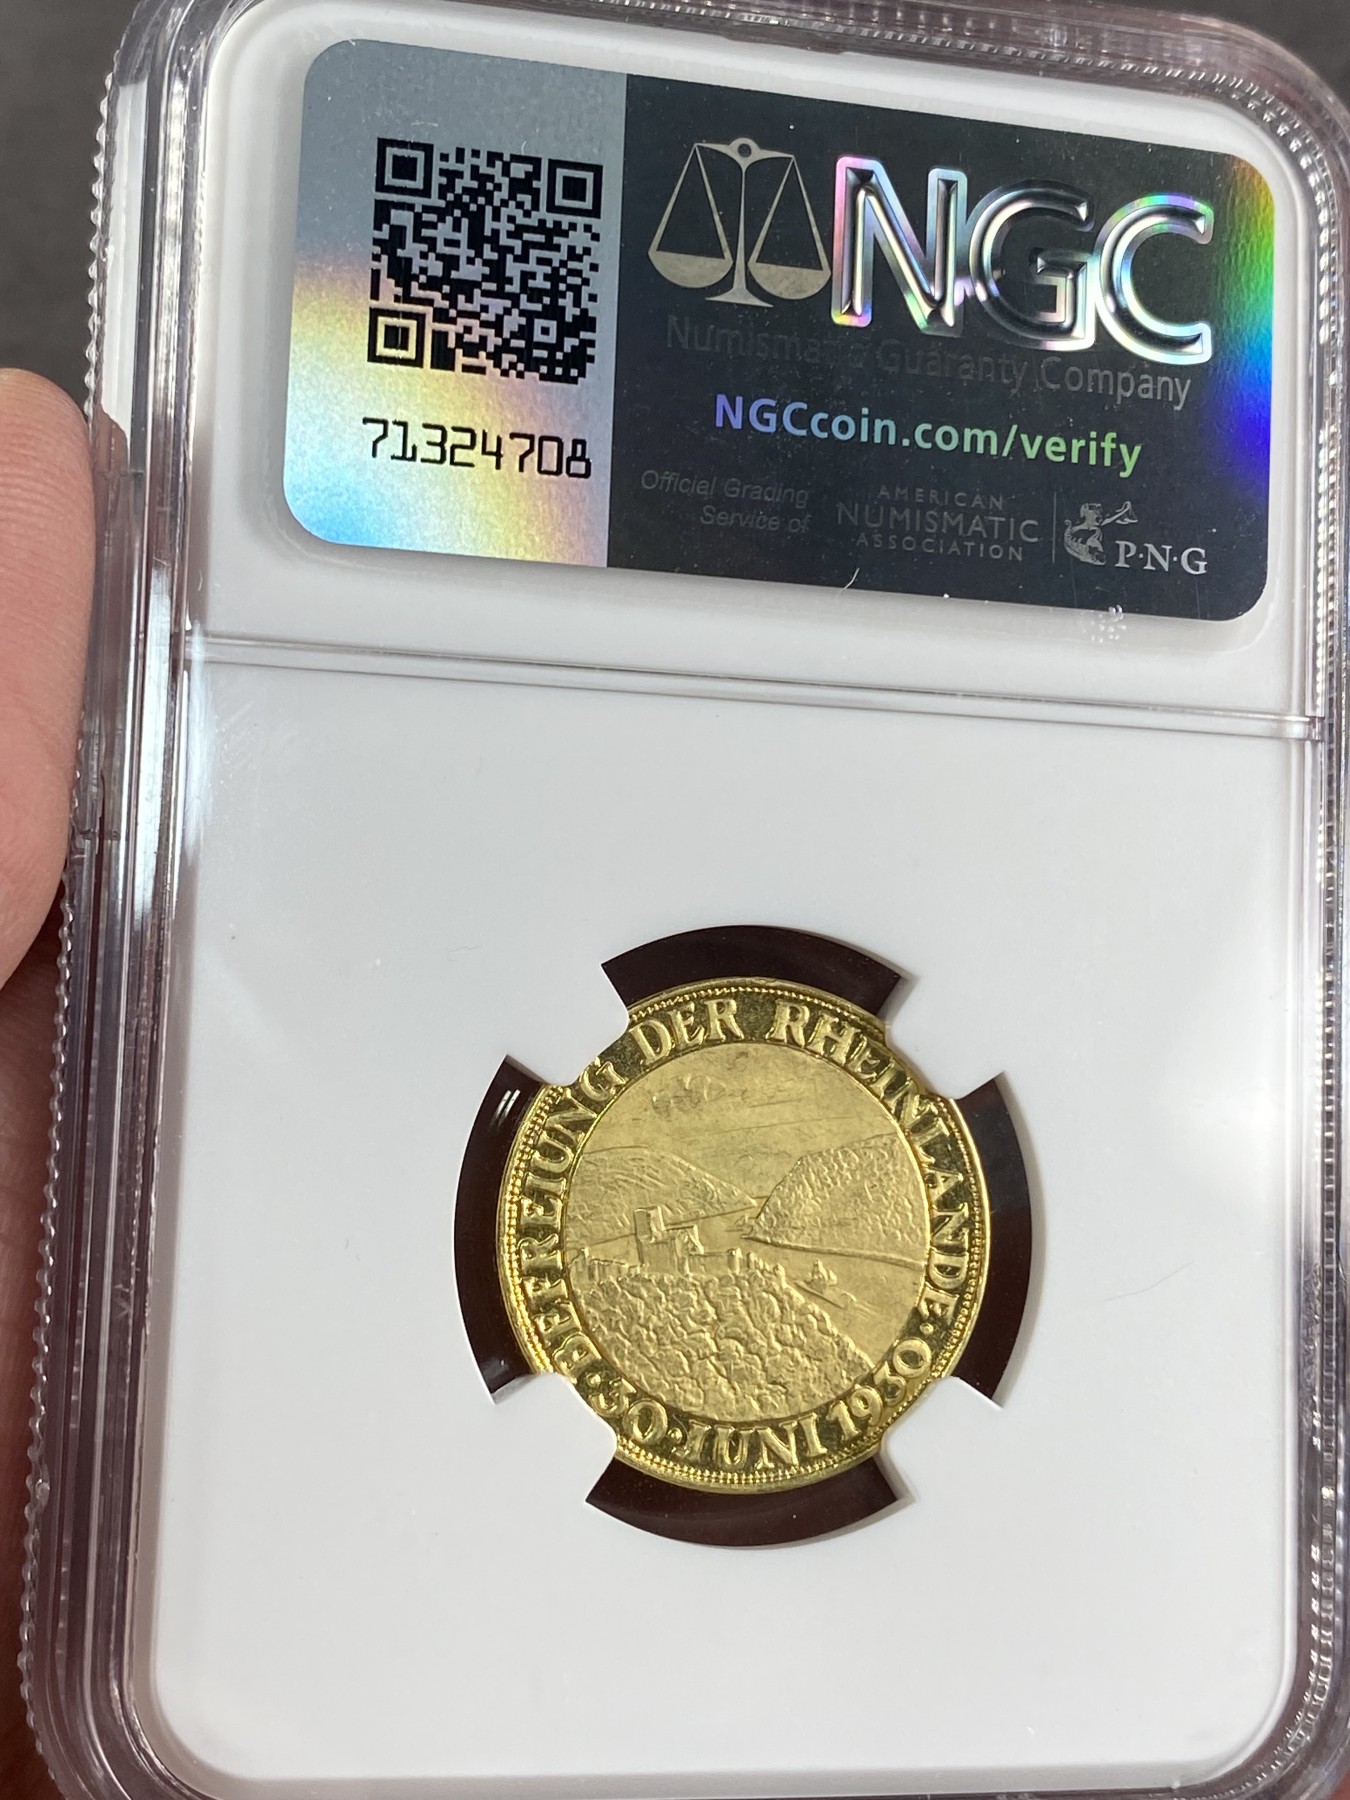 NGC
Numismatic Guaranty Company
NGCcoin.com/verify
71324708
Official Grading
Service of
AMERICAN
NUMISMATIC
ASSOCIATION
P·N·G
BEFREIUNG DER RHEINLANDE·
·30·JUNI 1930